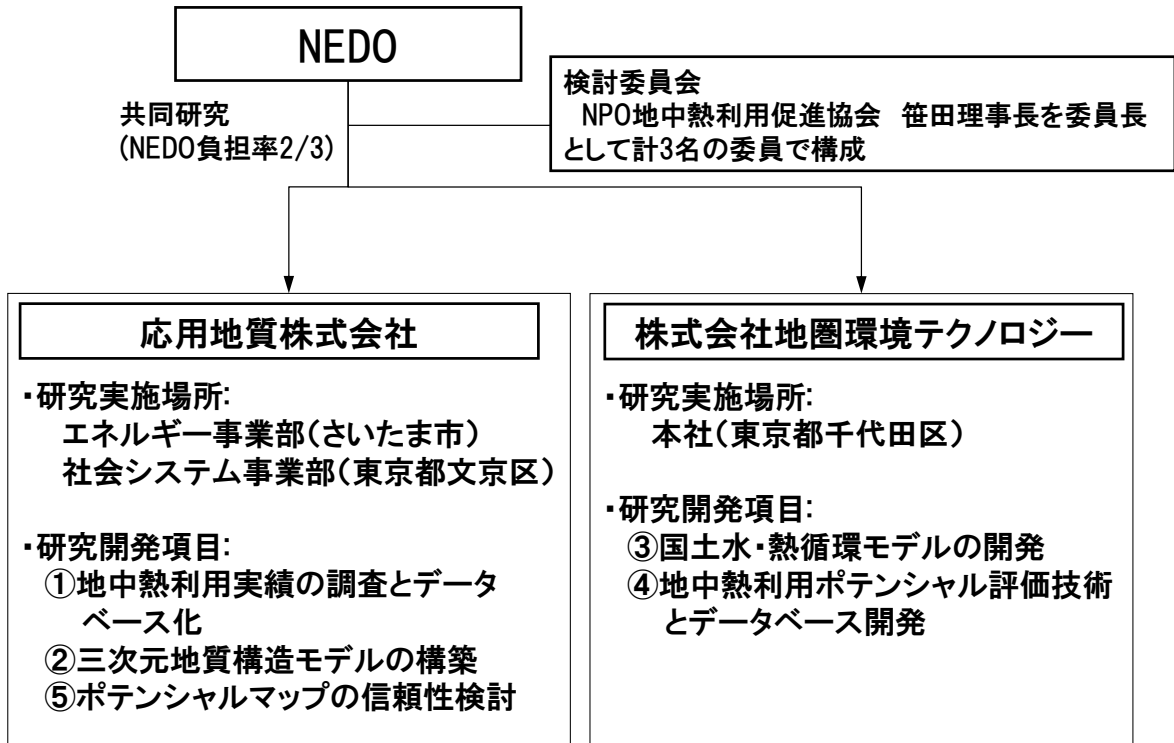 NEDO
共同研究
(NEDO負担率2/3)
検討委員会
NPO地中熱利用促進協会 笹田理事長を委員長
として計3名の委員で構成
応用地質株式会社
・研究実施場所:
エネルギー事業部(さいたま市)
社会システム事業部(東京都文京区)
・研究開発項目:
①地中熱利用実績の調査とデータ
ベース化
②三次元地質構造モデルの構築
⑤ポテンシャルマップの信頼性検討
株式会社地圏環境テクノロジー
・研究実施場所:
本社(東京都千代田区)
・研究開発項目:
③国土水・熱循環モデルの開発
④地中熱利用ポテンシャル評価技術
とデータベース開発